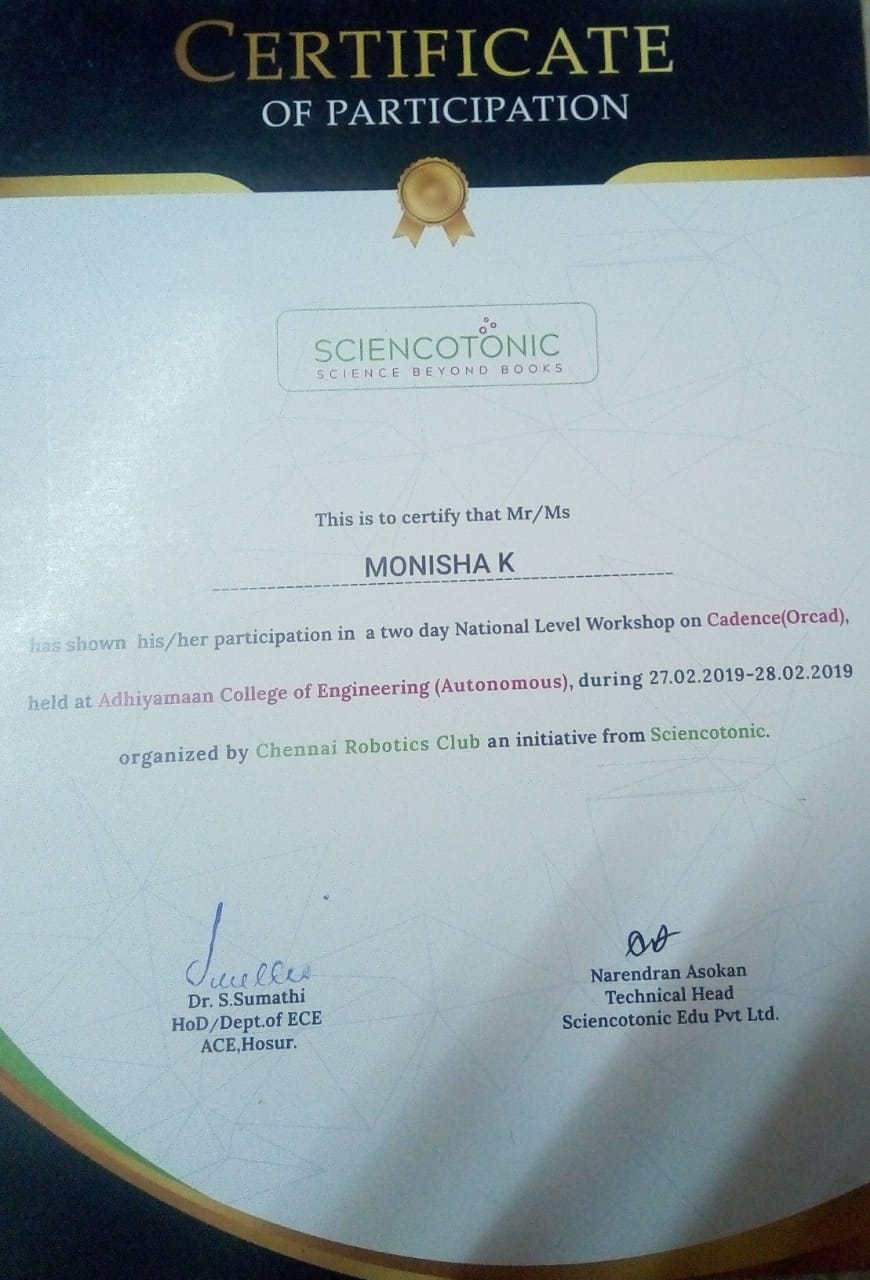 CERTIFICATE
OF PARTICIPATION
SCIENCOTONIC
SCIENCE BEYOND BOOKS
This is to certify that Mr/Ms
MONISHA K
has shown his/her participation in a two day National Level Workshop on Cadence(Orcad),
held at Adhiyamaan College of Engineering (Autonomous), during 27.02.2019-28.02.2019
organized by Chennai Robotics Club an initiative from Sciencotonic.
Dr. S.Sumathi
HoD/Dept.of ECE
ACE,Hosur.
Narendran Asokan
Technical Head
Sciencotonic Edu Pvt Ltd.